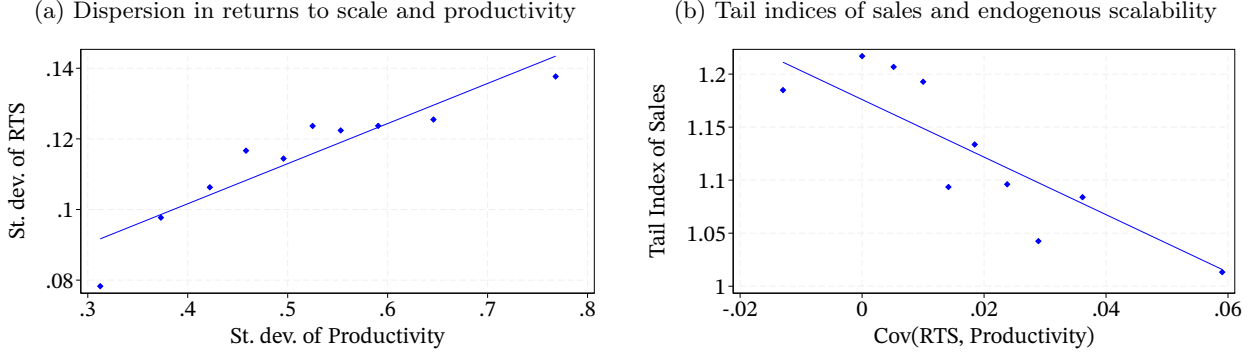 (a) Dispersion in returns to scale and productivity
St. dev. of RTS
.14
.12
.1
.08
.3 .4 .5 .6 .7 .8
St. dev. of Productivity
(b) Tail indices of sales and endogenous scalability
Tail Index of Sales
1.2
1.15
1.1
1.05
1
-.02 0 .02 .04 .06
Cov(RTS, Productivity)